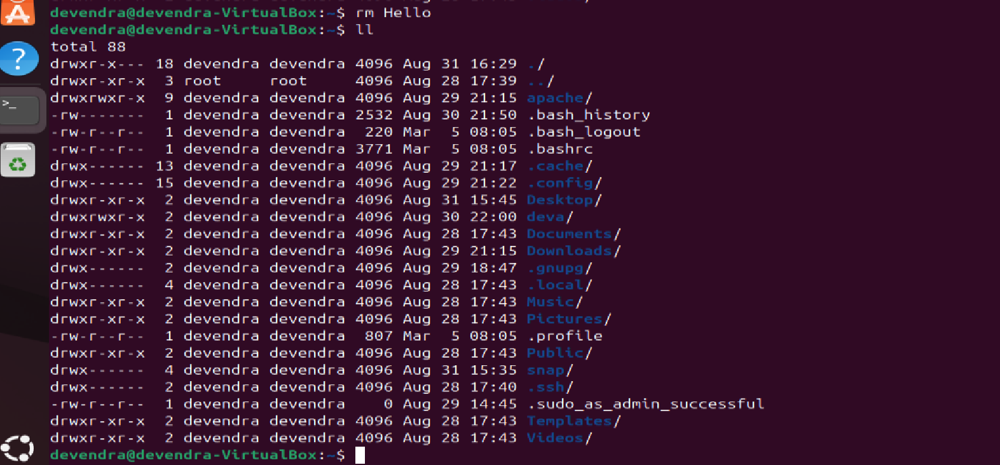 devendra@devendra-VirtualBox:~$ rm Hello
devendra@devendra-VirtualBox:~$ ll
total 88
drwxr-x--- 18 devendra devendra 4096 Aug 31 16:29 ./
drwxr-xr-x  3 root     root     4096 Aug 28 17:39 ../
drwxrwxr-x  9 devendra devendra 4096 Aug 29 21:15 apache/
-rw-------  1 devendra devendra 2532 Aug 30 21:50 .bash_history
-rw-r--r--  1 devendra devendra  220 Mar  5 08:05 .bash_logout
-rw-r--r--  1 devendra devendra 3771 Mar  5 08:05 .bashrc
drwx------ 13 devendra devendra 4096 Aug 29 21:17 .cache/
drwx------ 15 devendra devendra 4096 Aug 29 21:22 .config/
drwxr-xr-x  2 devendra devendra 4096 Aug 31 15:45 Desktop/
drwxrwxr-x  2 devendra devendra 4096 Aug 30 22:00 deva/
drwxr-xr-x  2 devendra devendra 4096 Aug 28 17:43 Documents/
drwxr-xr-x  2 devendra devendra 4096 Aug 29 21:15 Downloads/
drwx------  2 devendra devendra 4096 Aug 29 18:47 .gnupg/
drwx------  4 devendra devendra 4096 Aug 28 17:43 .local/
drwxr-xr-x  2 devendra devendra 4096 Aug 28 17:43 Music/
drwxr-xr-x  2 devendra devendra 4096 Aug 28 17:43 Pictures/
-rw-r--r--  1 devendra devendra  807 Mar  5 08:05 .profile
drwxr-xr-x  2 devendra devendra 4096 Aug 28 17:43 Public/
drwx------  4 devendra devendra 4096 Aug 31 15:35 snap/
drwx------  2 devendra devendra 4096 Aug 28 17:40 .ssh/
-rw-r--r--  1 devendra devendra    0 Aug 29 14:45 .sudo_as_admin_successful
drwxr-xr-x  2 devendra devendra 4096 Aug 28 17:43 Templates/
drwxr-xr-x  2 devendra devendra 4096 Aug 28 17:43 Videos/
devendra@devendra-VirtualBox:~$